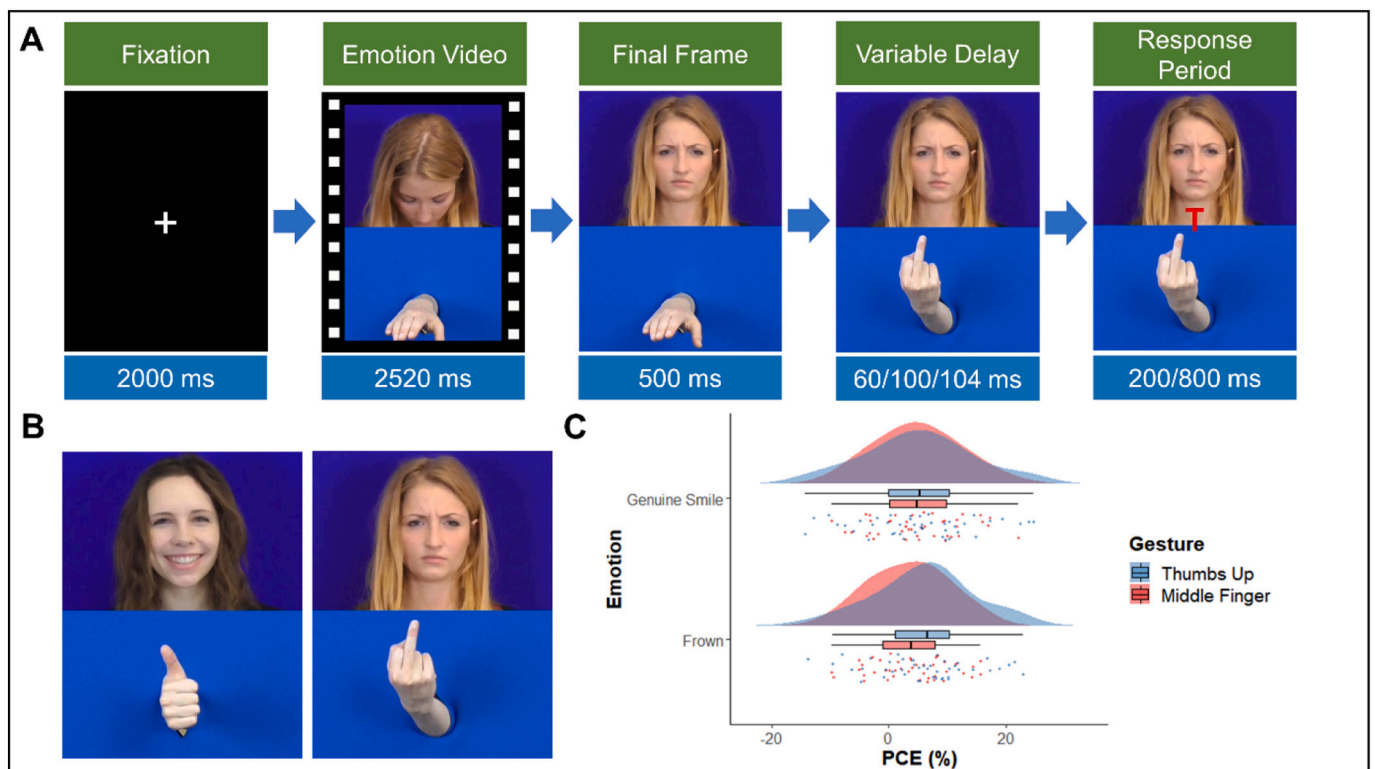 A
Fixation
Emotion Video
Final Frame
Variable Delay
Response
Period
T
2000 ms
2520 ms
500 ms
60/100/104 ms
200/800 ms
B
C
Emotion
Genuine Smile
Frown
-20
0
20
PCE (%)
Gesture
Thumbs Up
Middle Finger